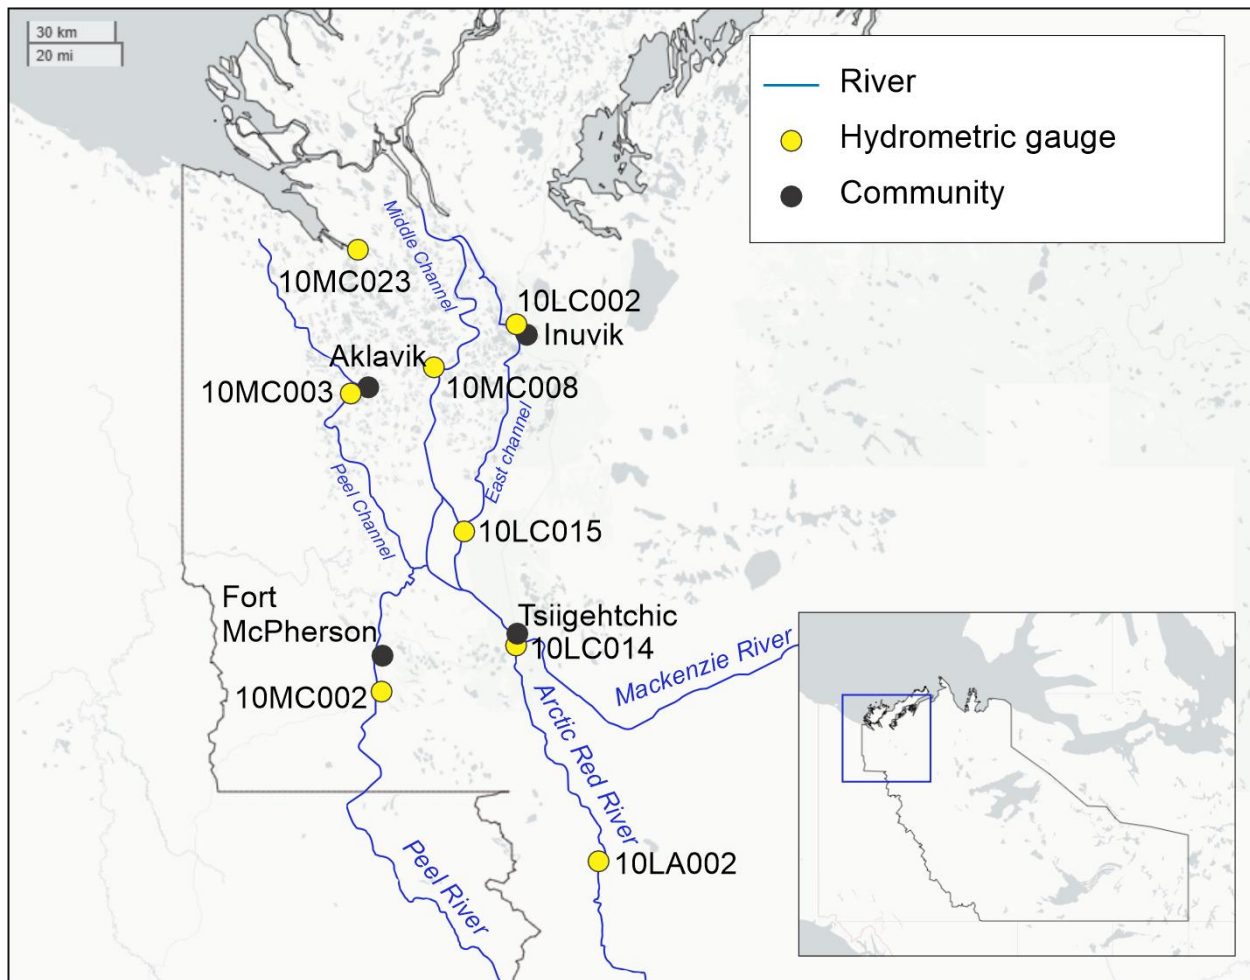 30 km
20 mi
River
Hydrometric gauge
Community
Middle Channel
10MC023
10LC002
Inuvik
Aklavik
10MC003
10MC008
East channel
Peel Channel
10LC015
Fort
McPherson
Tsiigehtchic
10LC014
Mackenzie River
10MC002
Arctic Red River
Peel River
10LA002